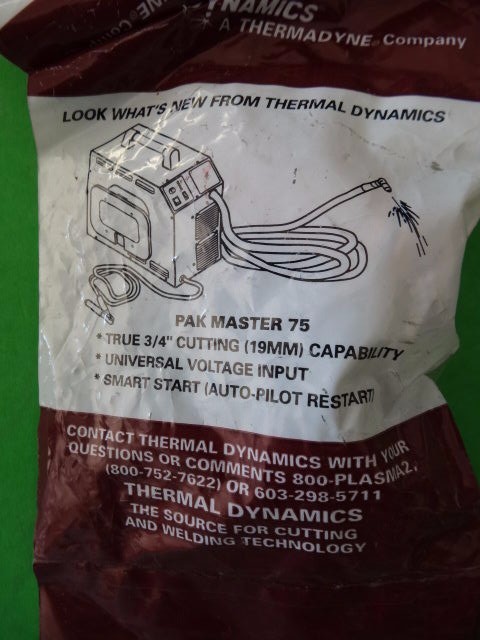 DYNAMICS
A THERMADYNE® Company
LOOK WHAT'S NEW FROM THERMAL DYNAMICS
PAK MASTER 75
* TRUE 3/4" CUTTING (19MM) CAPABILITY
* UNIVERSAL VOLTAGE INPUT
* SMART START (AUTO-PILOT RESTART)
CONTACT THERMAL DYNAMICS WITH YOUR
QUESTIONS OR COMMENTS 800-PLASMA2,
(800-752-7622) OR 603-298-5711
THERMAL DYNAMICS
THE SOURCE FOR CUTTING
AND WELDING TECHNOLOGY